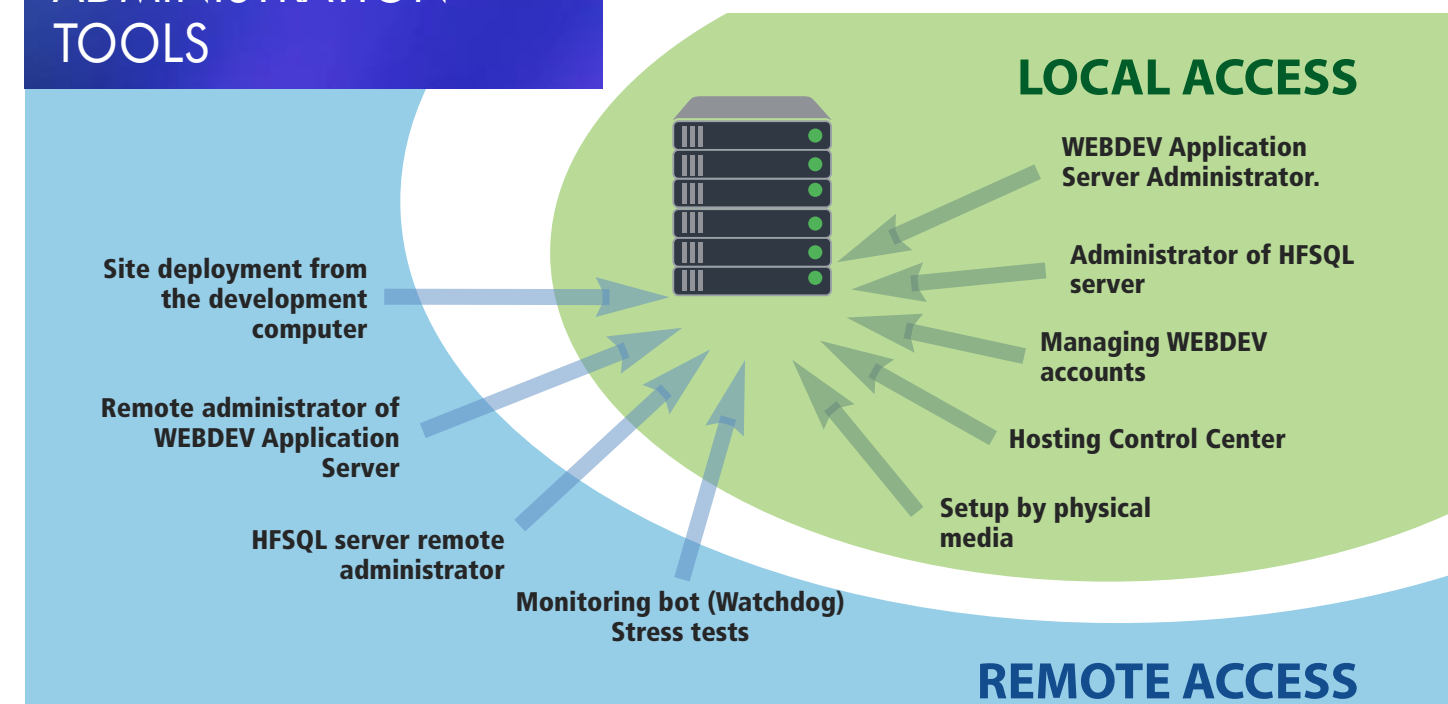 ADMINISTRATION
TOOLS
LOCAL ACCESS
WEBDEV Application
Server Administrator.
Administrator of HFSQL
server
Managing WEBDEV
accounts
Hosting Control Center
Setup by physical
media
Site deployment from
the development
computer
Remote administrator of
WEBDEV Application
Server
HFSQL server remote
administrator
Monitoring bot (Watchdog)
Stress tests
REMOTE ACCESS